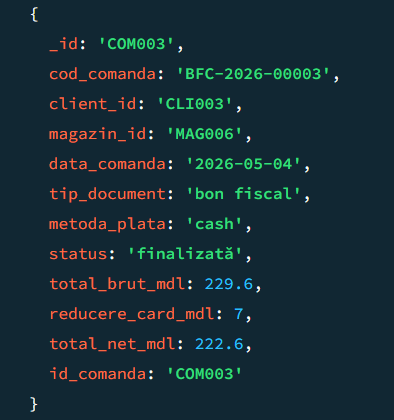 {
_id: 'COM003',
cod_comanda: 'BFC-2026-00003',
client_id: 'CLI003',
magazin_id: 'MAG006',
data_comanda: '2026-05-04',
tip_document: 'bon fiscal',
metoda_plata: 'cash',
status: 'finalizată',
total_brut_mdl: 229.6,
reducere_card_mdl: 7,
total_net_mdl: 222.6,
id_comanda: 'COM003'
}